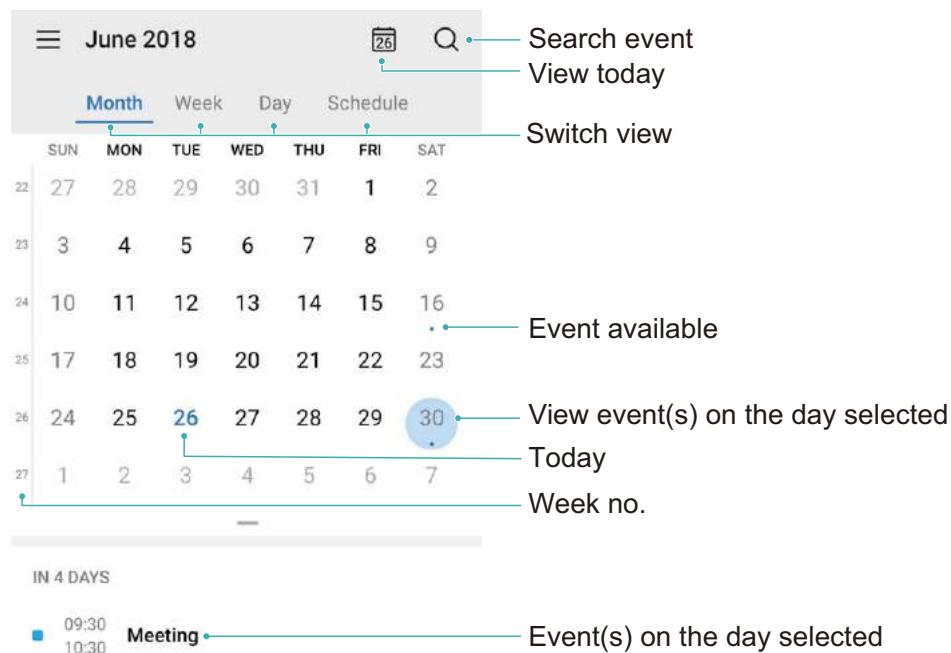 June 2018
26
Search event
View today
Month Week Day Schedule
Switch view
SUN MON TUE WED THU FRI SAT
22 27 28 29 30 31 1 2
23 3 4 5 6 7 8 9
24 10 11 12 13 14 15 16
Event available
25 17 18 19 20 21 22 23
26 24 25 26 27 28 29 30
View event(s) on the day selected
Today
27 1 2 3 4 5 6 7
Week no.
IN 4 DAYS
09:30
Meeting
10:30
Event(s) on the day selected